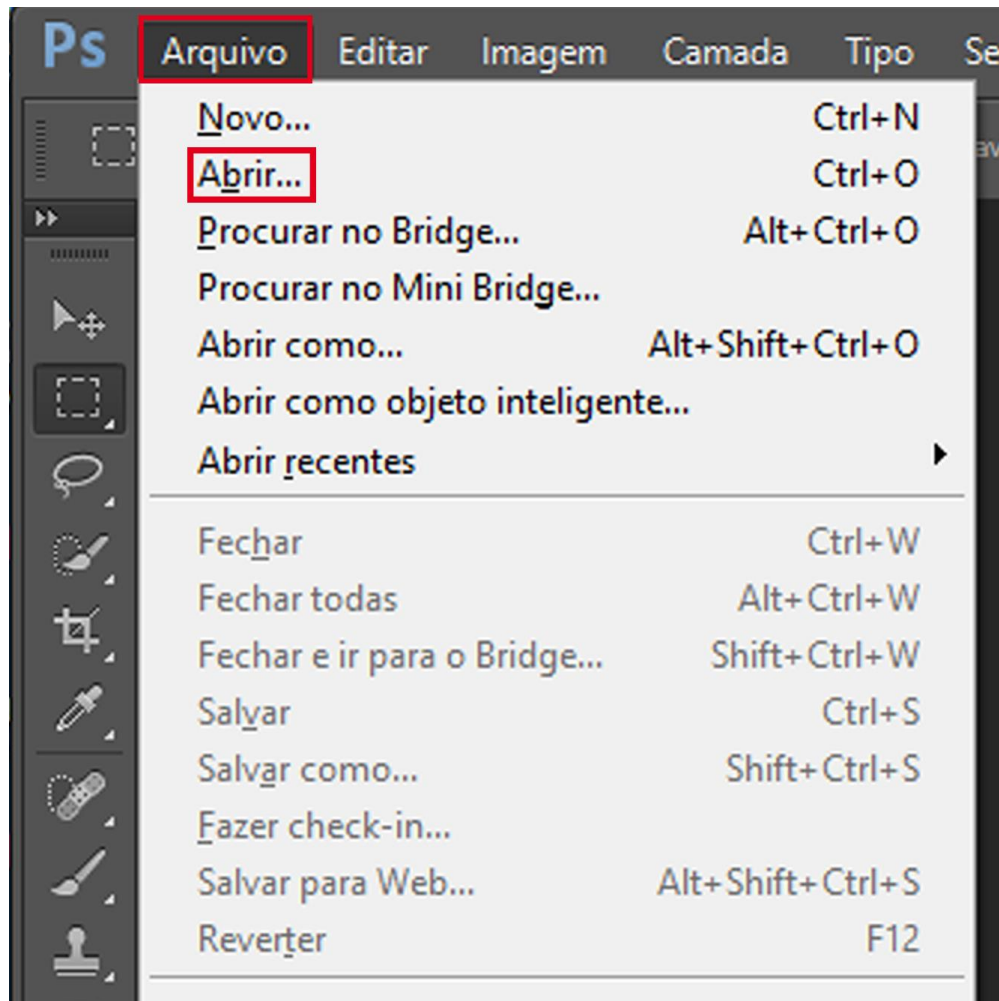 Ps Arquivo Editar Imagem Camada Tipo Se
Novo... Ctrl+N
Abrir... Ctrl+O
Procurar no Bridge... Alt+Ctrl+O
Procurar no Mini Bridge...
Abrir como... Alt+Shift+Ctrl+O
Abrir como objeto inteligente...
Abrir recentes
Fechar Ctrl+W
Fechar todas Alt+Ctrl+W
Fechar e ir para o Bridge... Shift+Ctrl+W
Salvar Ctrl+S
Salvar como... Shift+Ctrl+S
Fazer check-in...
Salvar para Web... Alt+Shift+Ctrl+S
Reverter F12